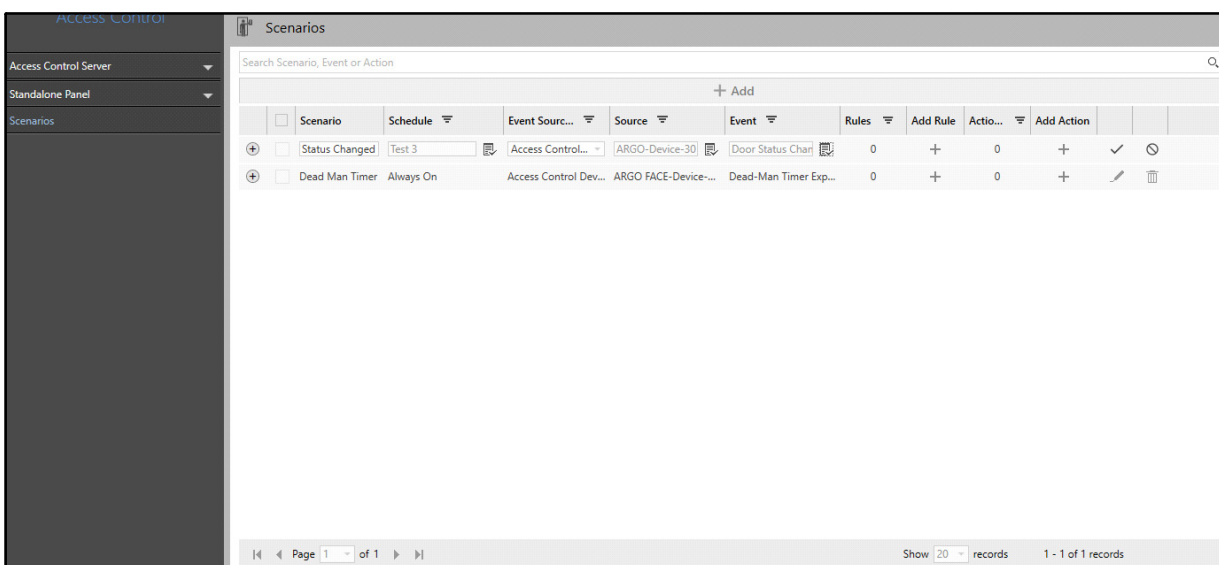 Access Control
Scenarios
Access Control Server
Standalone Panel
Scenarios
Search Scenario, Event or Action
+ Add
Scenario Schedule Event Sourc... Source Event Rules Add Rule Actio... Add Action
Status Changed Test 3 Access Control... ARGO-Device-30 Door Status Chan 0 + 0 +
Dead Man Timer Always On Access Control Dev... ARGO FACE-Device-... Dead-Man Timer Exp... 0 + 0 +
Page 1 of 1 Show 20 records 1 - 1 of 1 records